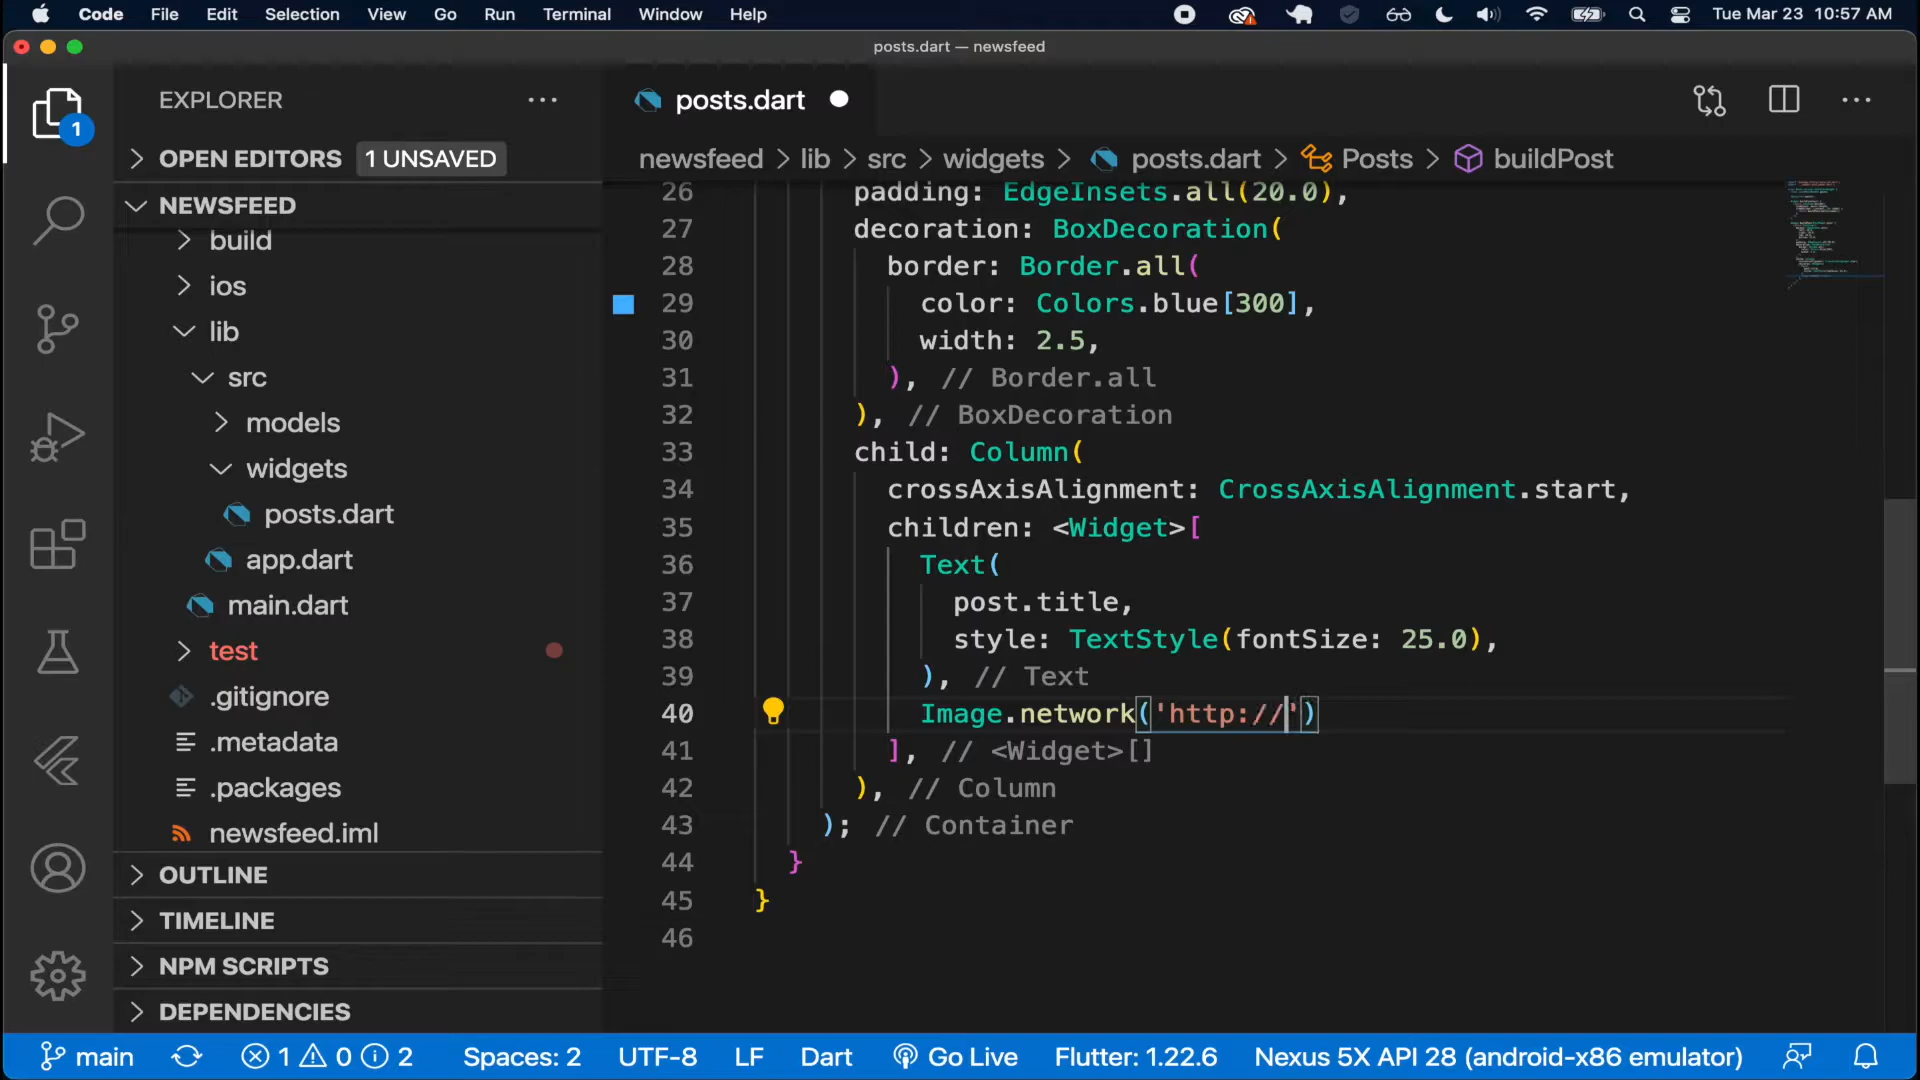 Code File Edit Selection View Go Run Terminal Window Help Tue Mar 23 10:57 AM
posts.dart — newsfeed
EXPLORER
OPEN EDITORS 1 UNSAVED
NEWSFEED
build
ios
lib
src
models
widgets
posts.dart
app.dart
main.dart
test
.gitignore
.metadata
.packages
newsfeed.iml
OUTLINE
TIMELINE
NPM SCRIPTS
DEPENDENCIES
1
posts.dart
newsfeed > lib > src > widgets > posts.dart > Posts > buildPost
26 padding: EdgeInsets.all(20.0),
27 decoration: BoxDecoration(
28 border: Border.all(
29 color: Colors.blue[300],
30 width: 2.5,
31 ), // Border.all
32 ), // BoxDecoration
33 child: Column(
34 crossAxisAlignment: CrossAxisAlignment.start,
35 children: <Widget>[
36 Text(
37 post.title,
38 style: TextStyle(fontSize: 25.0),
39 ), // Text
40 Image.network('http://')
41 ], // <Widget>[]
42 ), // Column
43 ); // Container
44 }
45 }
46
main 1 0 2 Spaces: 2 UTF-8 LF Dart Go Live Flutter: 1.22.6 Nexus 5X API 28 (android-x86 emulator)